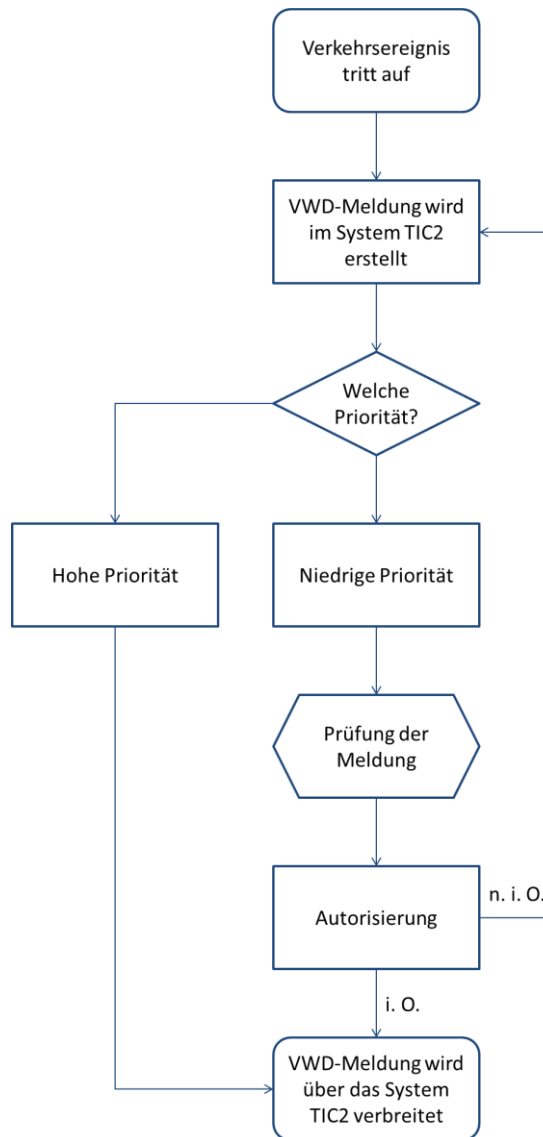 Verkehrsereignis
tritt auf
VWD-Meldung wird
im System TIC2
erstellt
Welche
Priorität?
Hohe Priorität
Niedrige Priorität
Prüfung der
Meldung
Autorisierung
n. i. O.
i. O.
VWD-Meldung wird
über das System
TIC2 verbreitet